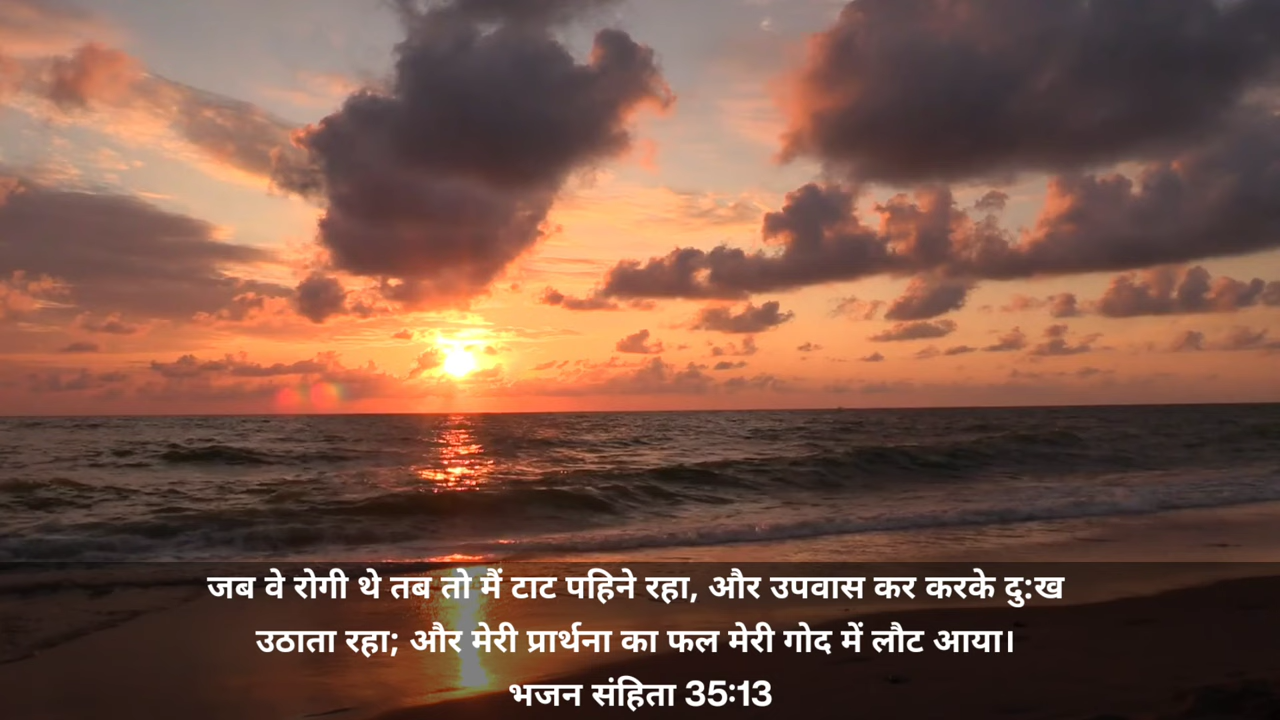 जब वे रोगी थे तब तो मैं टाट पहिने रहा, और उपवास कर करके दु:ख
उठाता रहा; और मेरी प्रार्थना का फल मेरी गोद में लौट आया।
भजन संहिता 35:13